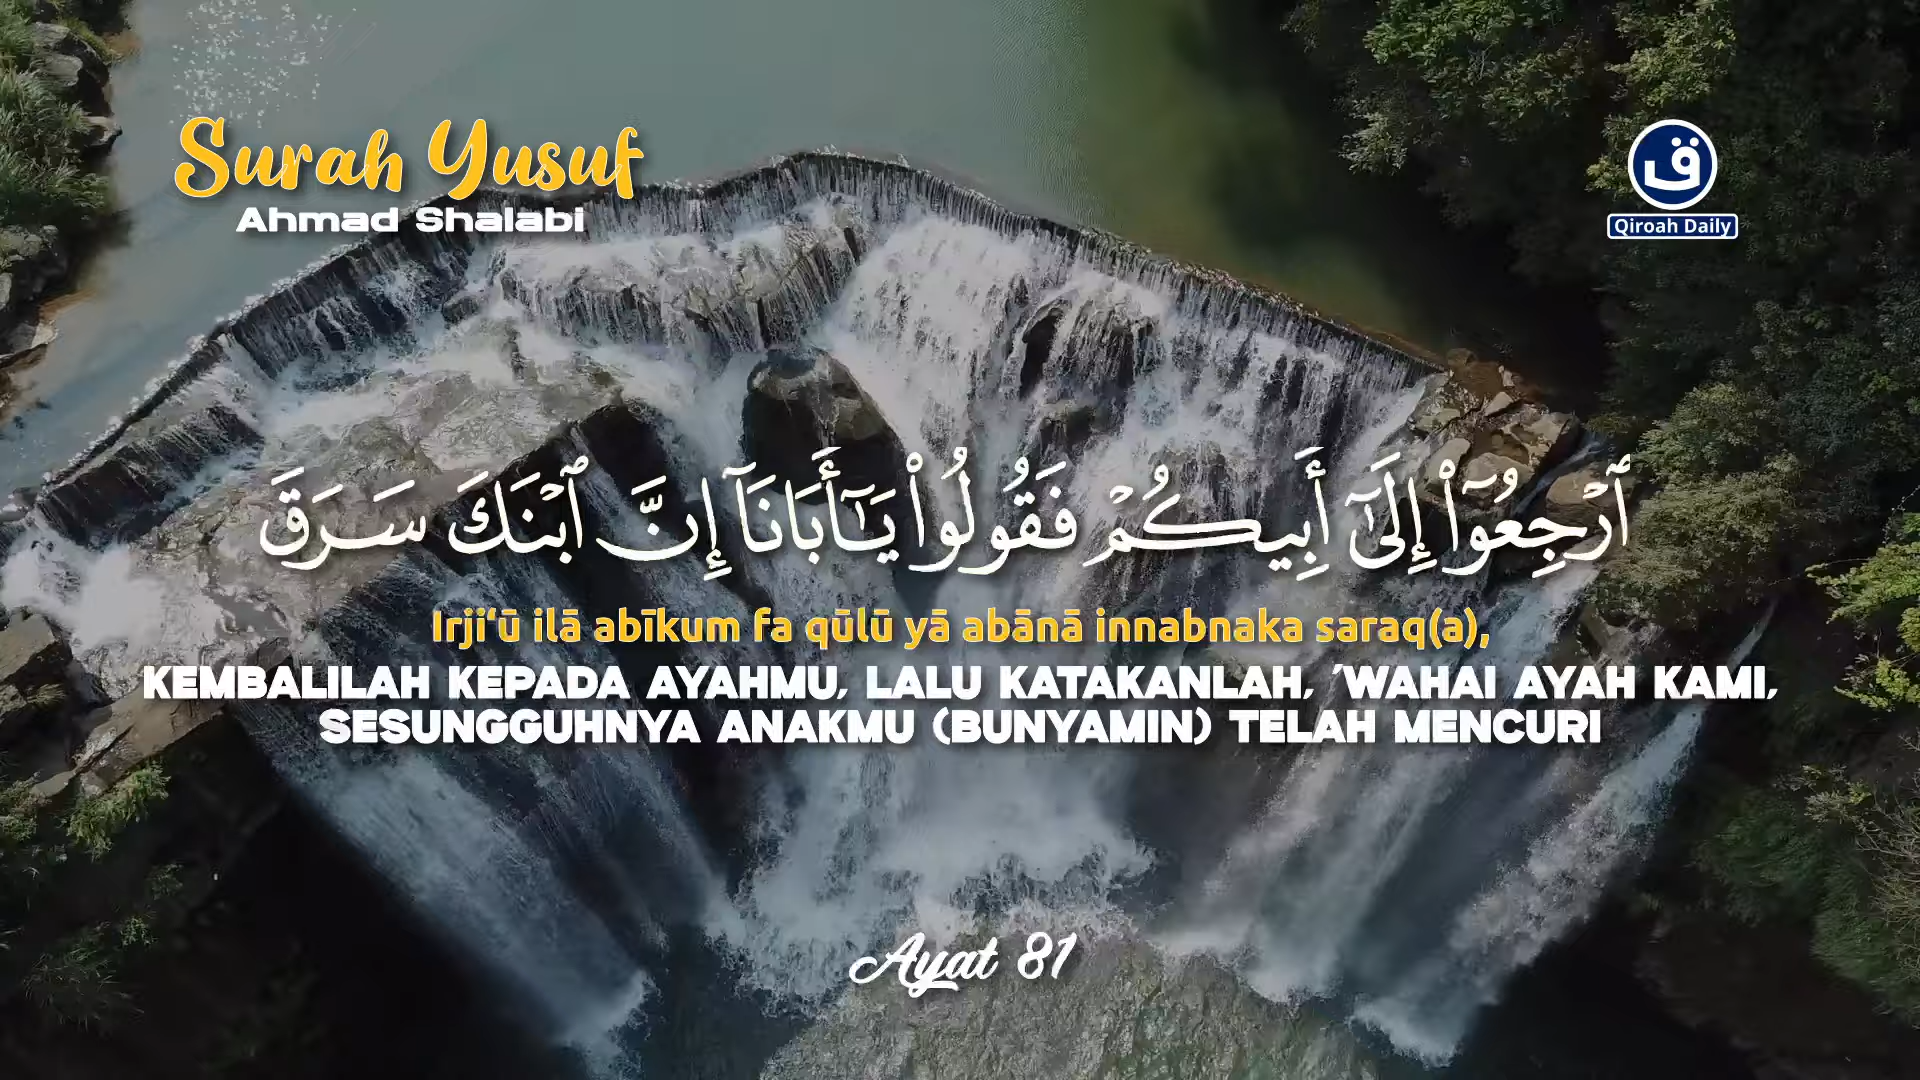 Surah Yusuf
Ahmad Shalabi
ق
Qiroah Daily
ٱرْجِعُوٓا۟ إِلَىٰٓ أَبِيكُمْ فَقُولُوا۟ يَـٰٓأَبَانَآ إِنَّ ٱبْنَكَ سَرَقَ
Irji‘ū ilā abīkum fa qūlū yā abānā innabnaka saraq(a),
KEMBALILAH KEPADA AYAHMU, LALU KATAKANLAH, ‘WAHAI AYAH KAMI,
SESUNGGUHNYA ANAKMU (BUNYAMIN) TELAH MENCURI
Ayat 81